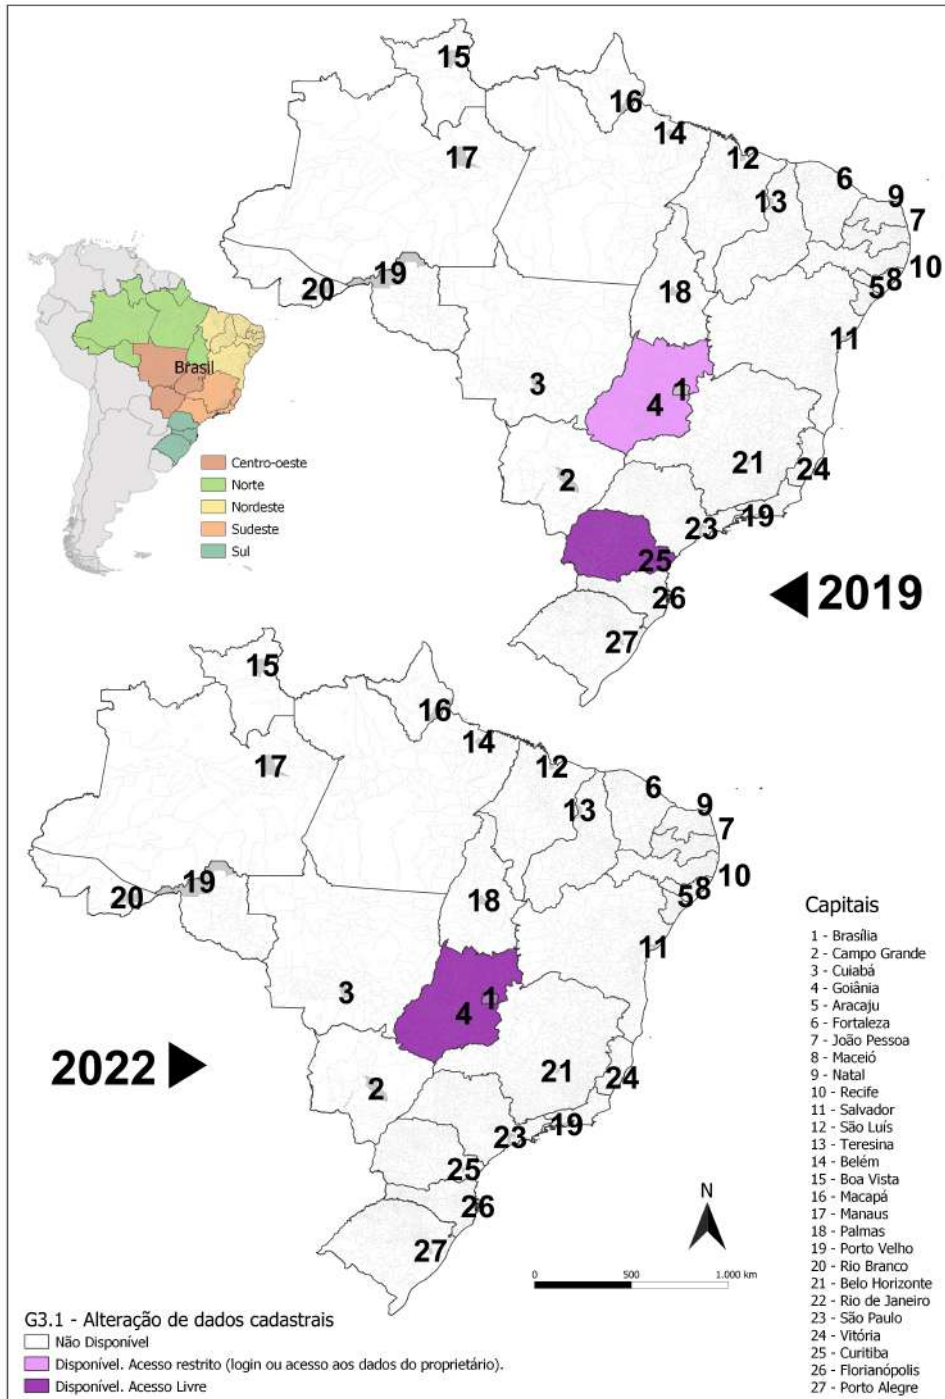 15
16
14
17
12
6
13
9
7
19
10
20
18
8
5
11
Brasil
3
1
4
Centro-oeste
21
2
24
Norte
Nordeste
19
23
Sudeste
25
Sul
2019
26
27
15
16
14
17
12
6
13
9
7
19
10
20
18
8
5
Capitais
11
1 - Brasília
2 - Campo Grande
3 - Cuiabá
4 - Goiânia
5 - Aracaju
6 - Fortaleza
7 - João Pessoa
8 - Maceió
9 - Natal
10 - Recife
11 - Salvador
12 - São Luís
13 - Teresina
14 - Belém
15 - Boa Vista
16 - Macapá
17 - Manaus
18 - Palmas
19 - Porto Velho
20 - Rio Branco
21 - Belo Horizonte
22 - Rio de Janeiro
23 - São Paulo
24 - Vitória
25 - Curitiba
26 - Florianópolis
27 - Porto Alegre
3
1
4
2022
21
24
2
19
23
25
N
26
27
0 500 1.000 km
G3.1 - Alteração de dados cadastrais
Não Disponível
Disponível. Acesso restrito (login ou acesso aos dados do proprietário).
Disponível. Acesso Livre